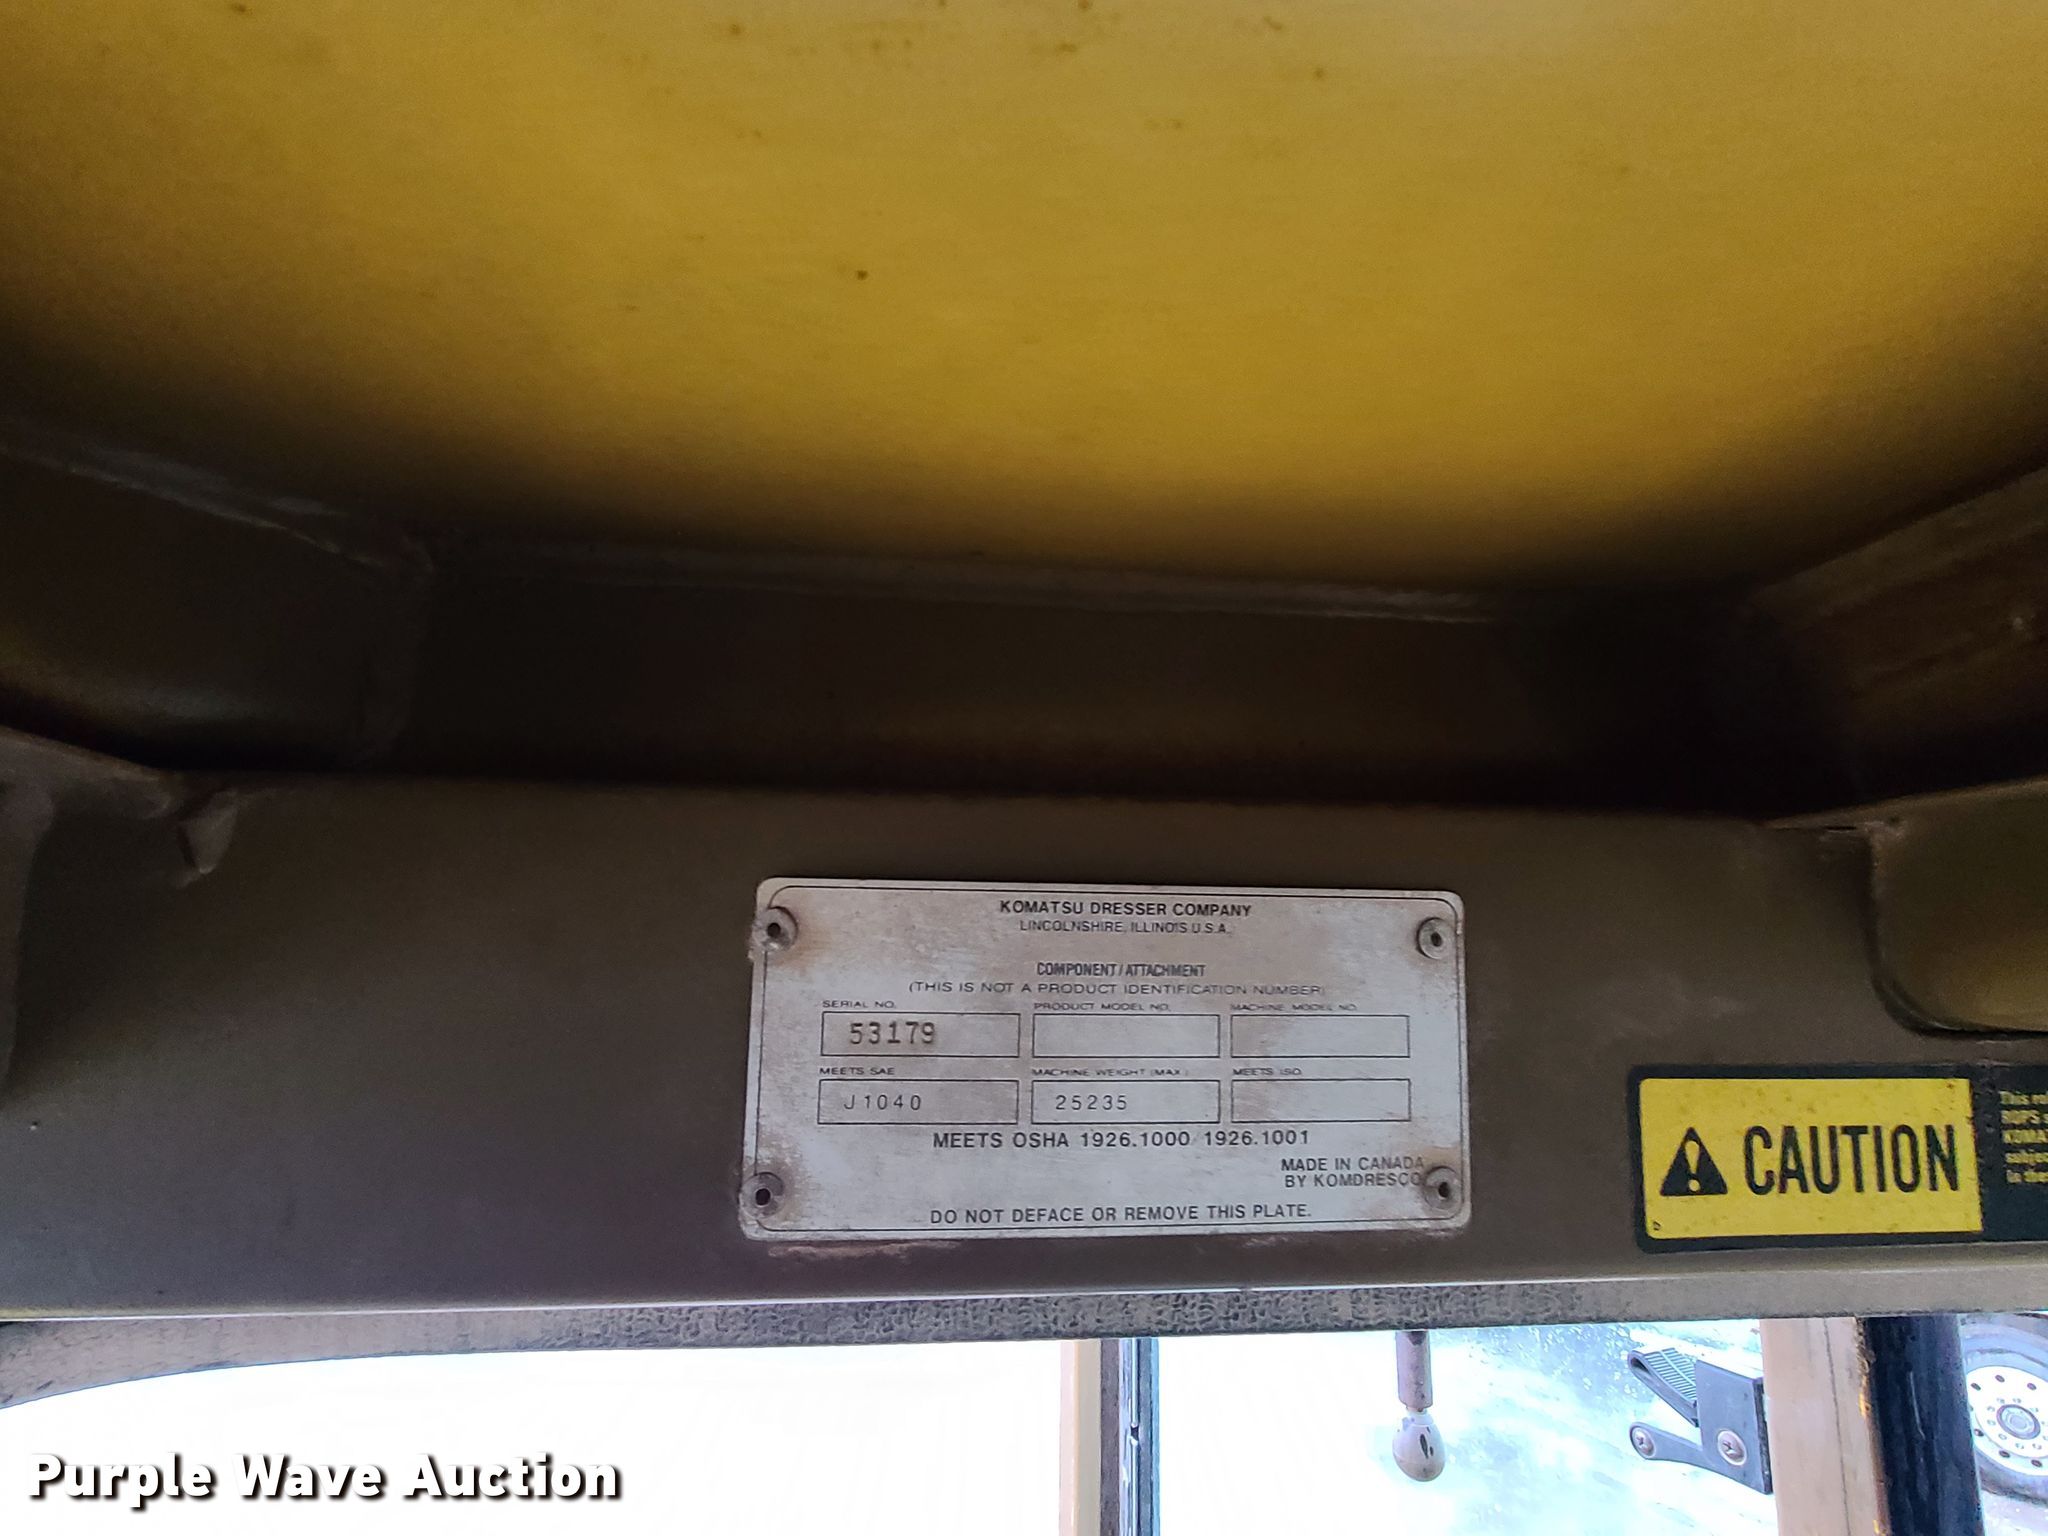 KOMATSU DRESSER COMPANY
LINCOLNSHIRE, ILLINOIS U.S.A.
COMPONENT/ATTACHMENT
(THIS IS NOT A PRODUCT IDENTIFICATION NUMBER)
SERIAL NO. PRODUCT MODEL NO. MACHINE MODEL NO.
53179
MEETS SAE MACHINE WEIGHT (MAX.) MEETS ISO
J1040 25235
MEETS OSHA 1926.1000 1926.1001
MADE IN CANADA
BY KOMDRESCO
DO NOT DEFACE OR REMOVE THIS PLATE.
CAUTION
This
Purple Wave Auction